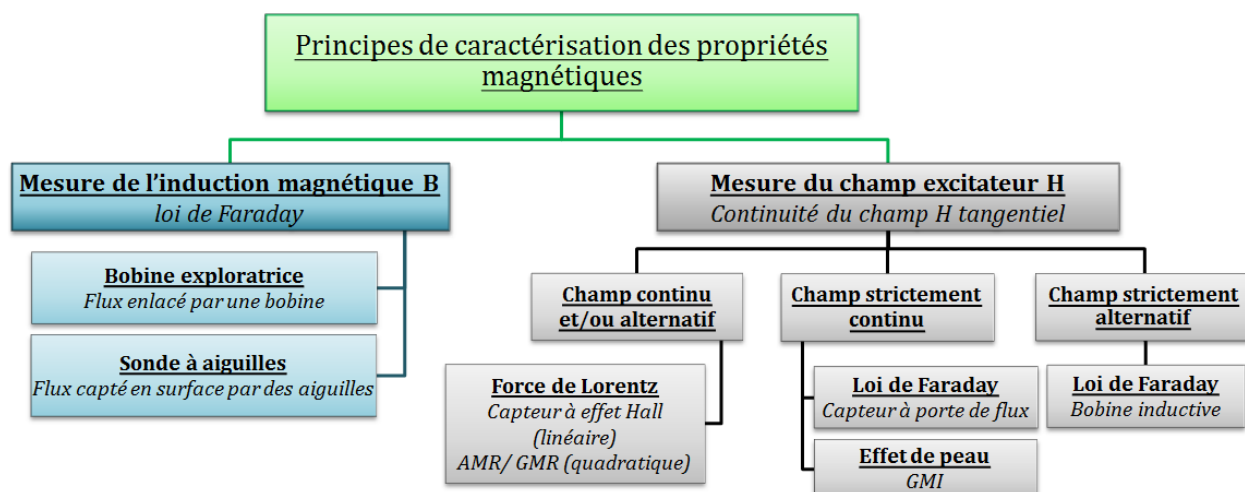 Principes de caractérisation des propriétés
magnétiques
Mesure de l'induction magnétique B
loi de Faraday
Bobine exploratrice
Flux enlacé par une bobine
Sonde à aiguilles
Flux capté en surface par des aiguilles
Mesure du champ excitateur H
Continuité du champ H tangentiel
Champ continu
et/ou alternatif
Force de Lorentz
Capteur à effet Hall
(linéaire)
AMR/ GMR (quadratique)
Champ strictement
continu
Loi de Faraday
Capteur à porte de flux
Effet de peau
GMI
Champ strictement
alternatif
Loi de Faraday
Bobine inductive